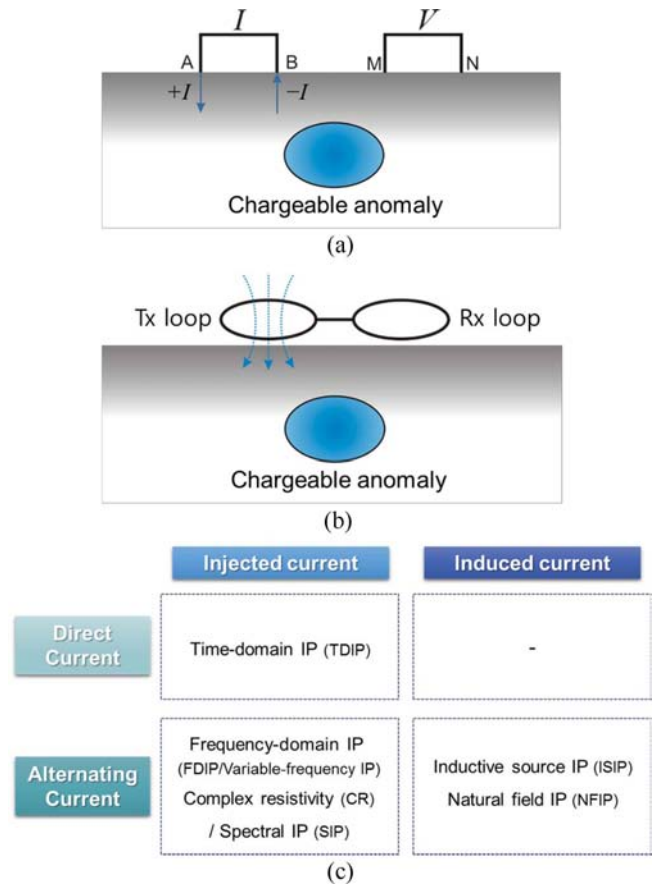 I
V
A
B
M
N
+I
−I
Chargeable anomaly
(a)
Tx loop
Rx loop
Chargeable anomaly
(b)
Injected current
Induced current
Direct
Current
Time-domain IP (TDIP)
-
Alternating
Current
Frequency-domain IP
(FDIP/Variable-frequency IP)
Complex resistivity (CR)
/ Spectral IP (SIP)
Inductive source IP (ISIP)
Natural field IP (NFIP)
(c)